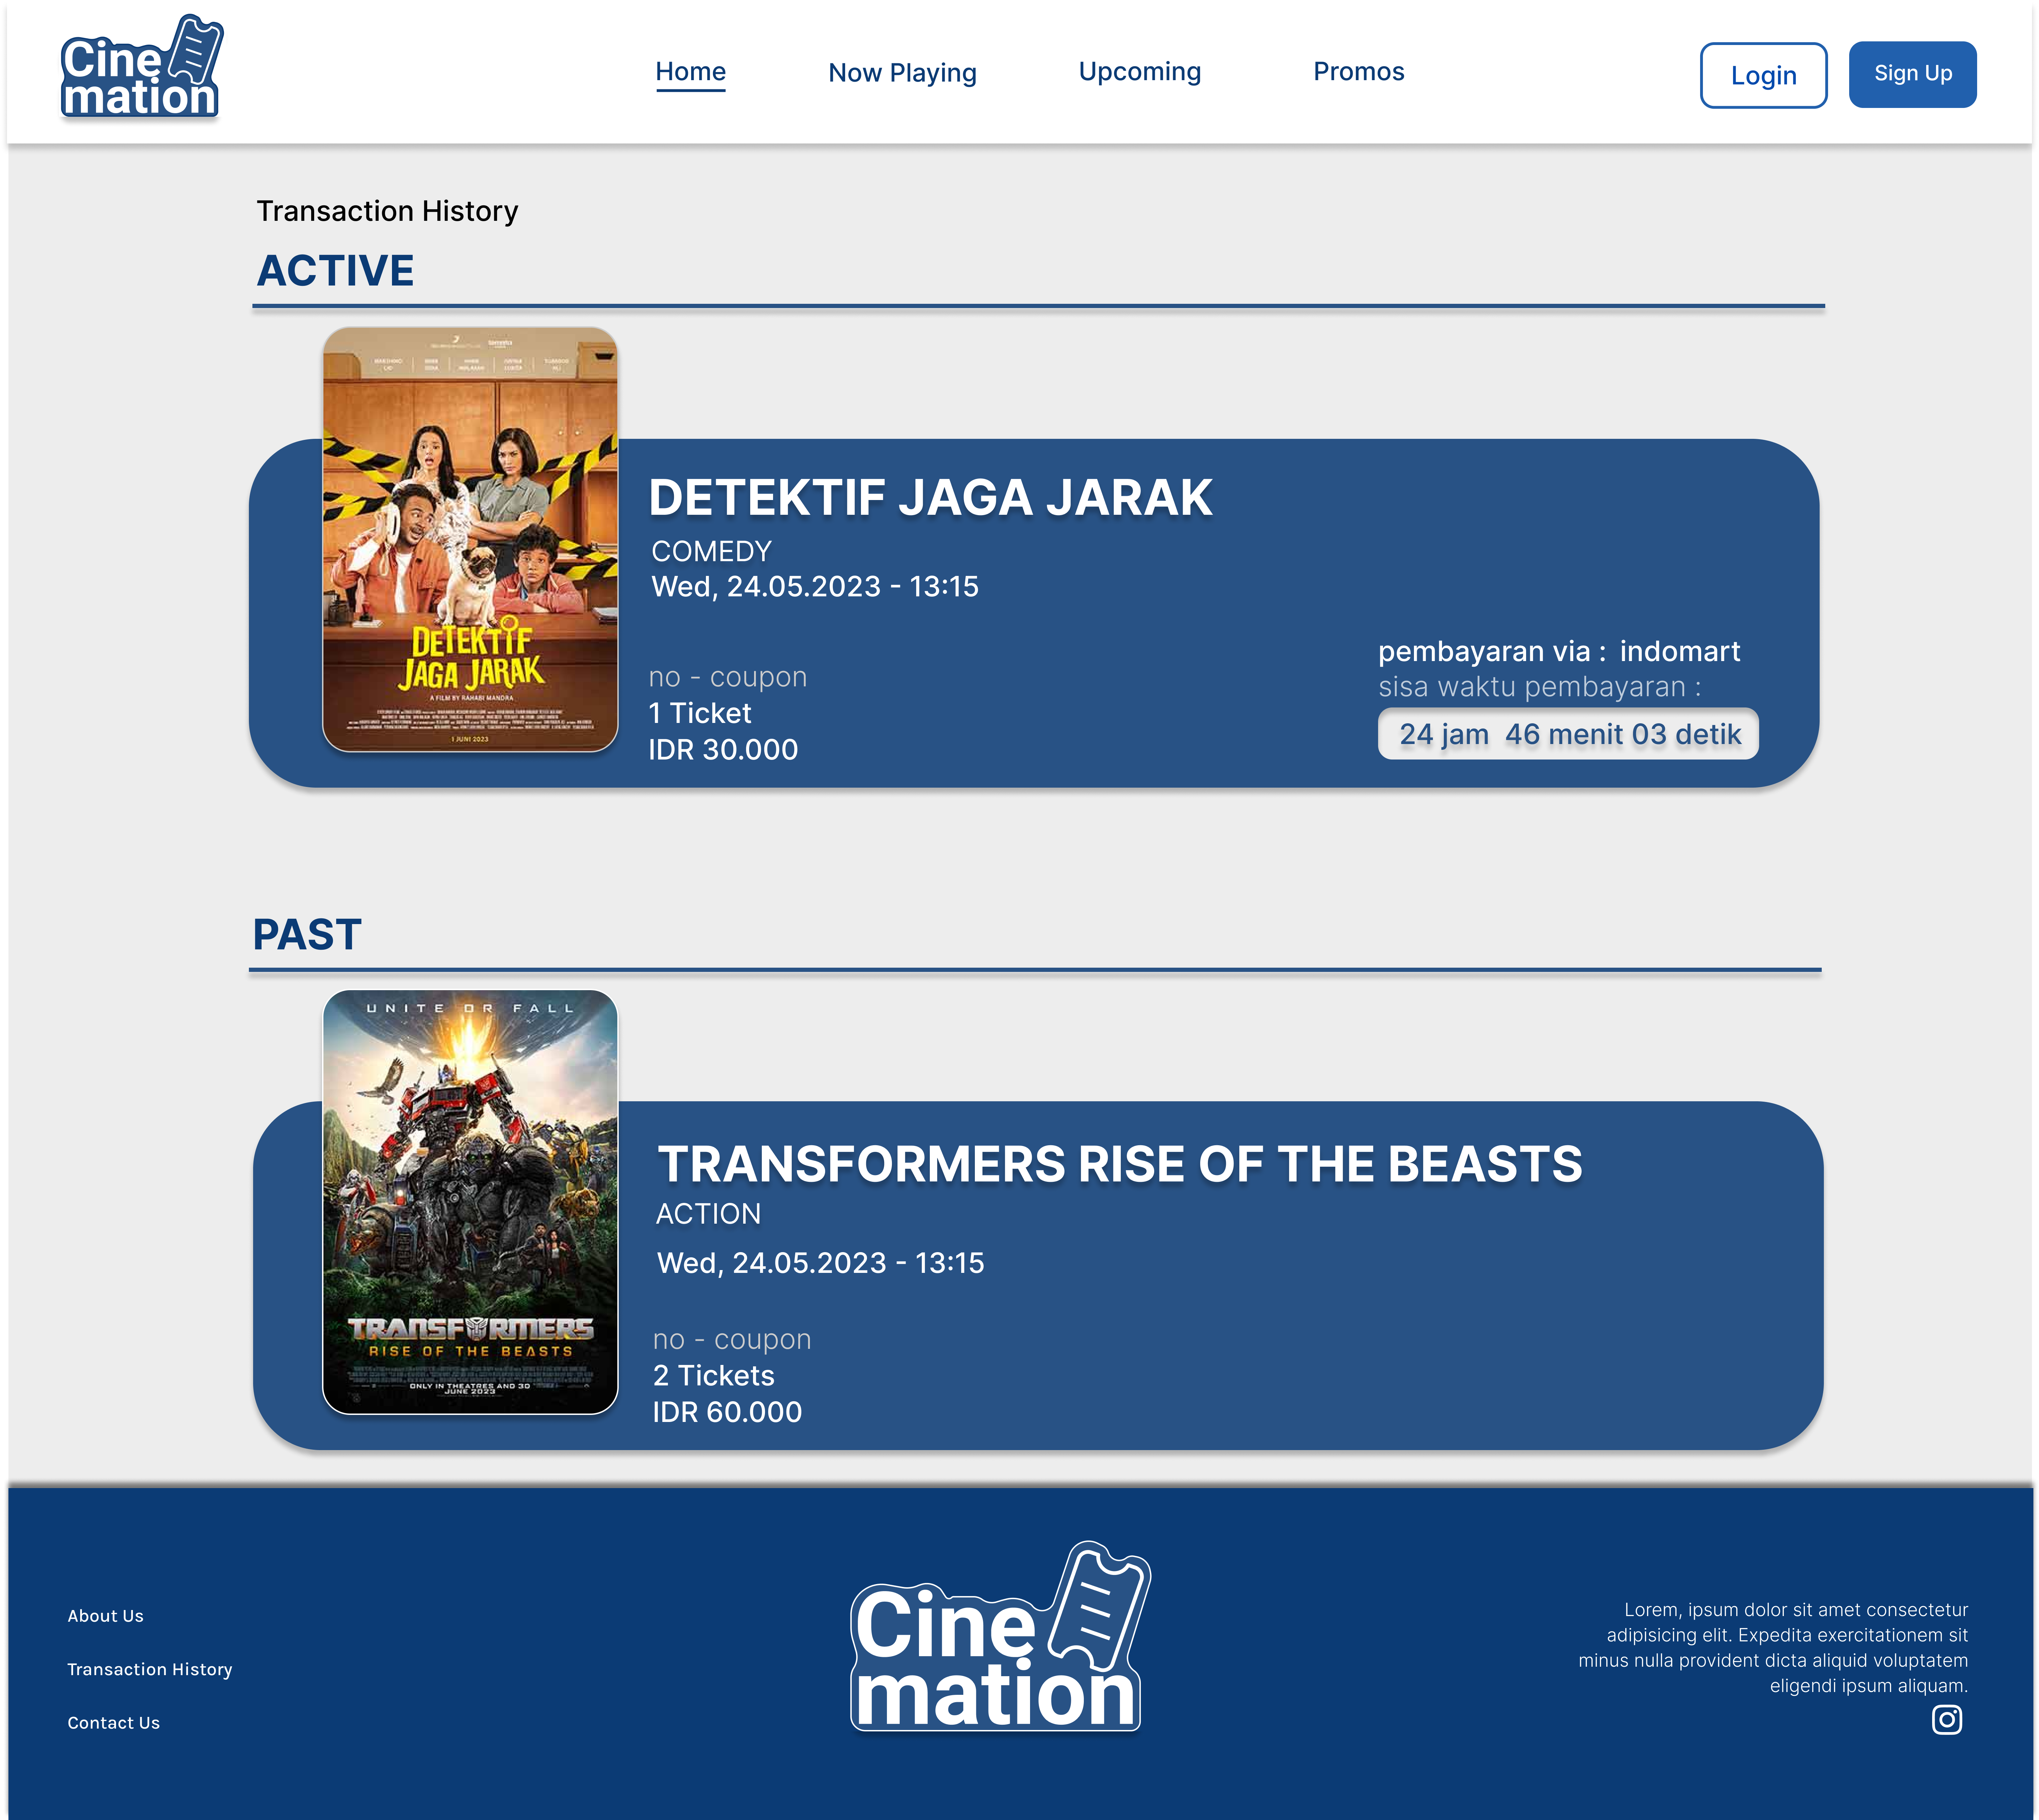 Cine
mation
Home
Now Playing
Upcoming
Promos
Login
Sign Up
Transaction History
ACTIVE
DETEKTIF
JAGA JARAK
A FILM BY RAHABI MANDRA
1 JUNI 2023
DETEKTIF JAGA JARAK
COMEDY
Wed, 24.05.2023 - 13:15
no - coupon
1 Ticket
IDR 30.000
pembayaran via : indomart
sisa waktu pembayaran :
24 jam 46 menit 03 detik
PAST
UNITE OR FALL
TRANSFORMERS
RISE OF THE BEASTS
ONLY IN THEATRES AND 3D
JUNE 2023
TRANSFORMERS RISE OF THE BEASTS
ACTION
Wed, 24.05.2023 - 13:15
no - coupon
2 Tickets
IDR 60.000
About Us
Transaction History
Contact Us
Cine
mation
Lorem, ipsum dolor sit amet consectetur
adipisicing elit. Expedita exercitationem sit
minus nulla provident dicta aliquid voluptatem
eligendi ipsum aliquam.